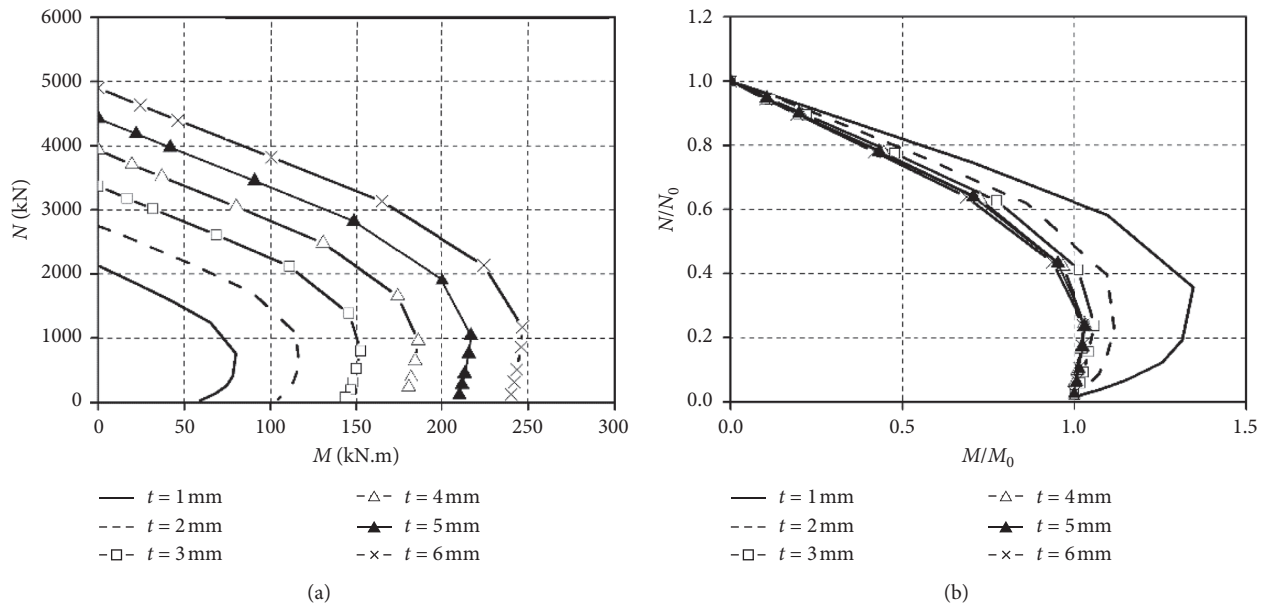 6000
5000
4000
3000
2000
1000
0
N (kN)
0 50 100 150 200 250 300
M (kN.m)
t = 1 mm
t = 2 mm
t = 3 mm
t = 4 mm
t = 5 mm
t = 6 mm
(a)
1.2
1.0
0.8
0.6
0.4
0.2
0.0
N/N0
0.0 0.5 1.0 1.5
M/M0
t = 1 mm
t = 2 mm
t = 3 mm
t = 4 mm
t = 5 mm
t = 6 mm
(b)